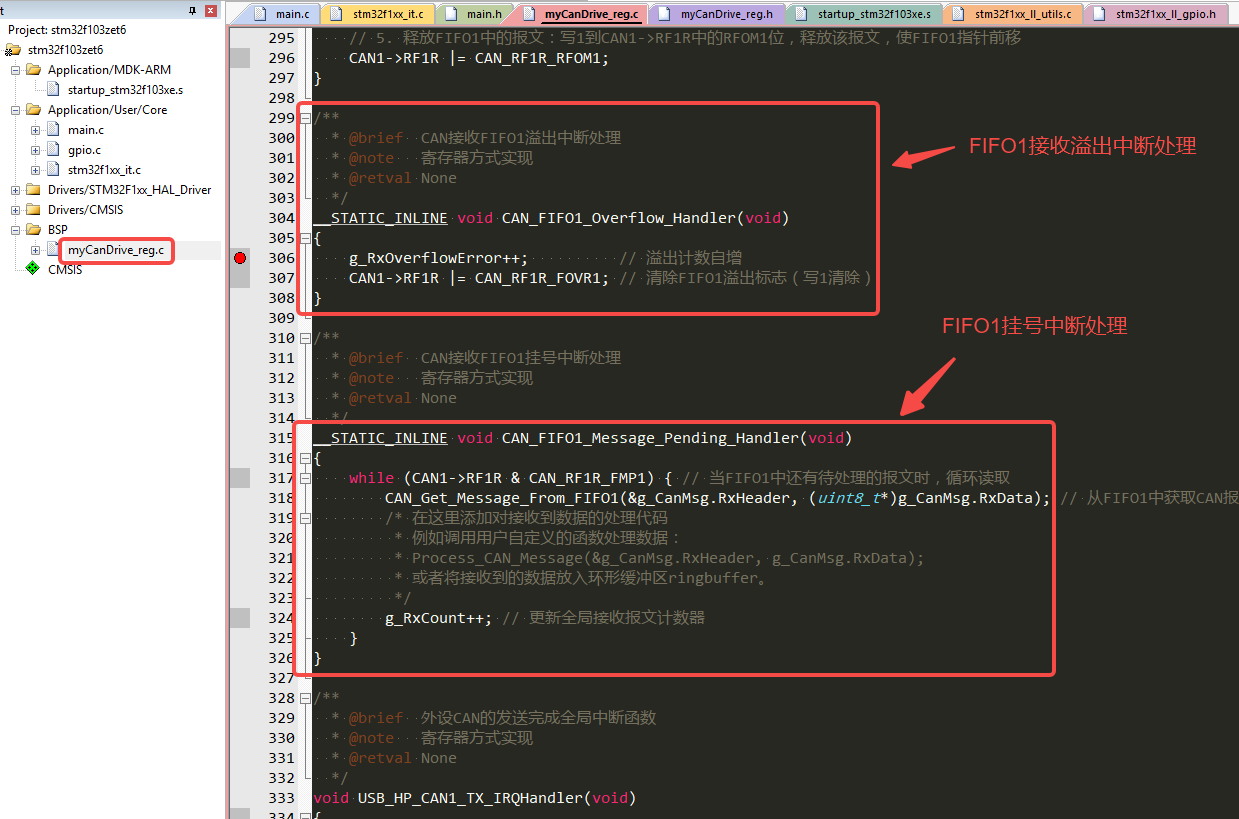 t
Project: stm32f103zet6
stm32f103zet6
Application/MDK-ARM
startup_stm32f103xe.s
Application/User/Core
main.c
gpio.c
stm32f1xx_it.c
Drivers/STM32F1xx_HAL_Driver
Drivers/CMSIS
BSP
myCanDrive_reg.c
CMSIS
main.c stm32f1xx_it.c main.h myCanDrive_reg.c myCanDrive_reg.h startup_stm32f103xe.s stm32f1xx_ll_utils.c stm32f1xx_ll_gpio.h
295 // 5. 释放FIFO1中的报文：写1到CAN1->RF1R中的RFOM1位，释放该报文，使FIFO1指针前移
296 CAN1->RF1R |= CAN_RF1R_RFOM1;
297 }
298
299 /**
300 * @brief CAN接收FIFO1溢出中断处理
301 * @note 寄存器方式实现
302 * @retval None
303 */
304 __STATIC_INLINE void CAN_FIFO1_Overflow_Handler(void)
305 {
306 g_RxOverflowError++; // 溢出计数自增
307 CAN1->RF1R |= CAN_RF1R_FOVR1; // 清除FIFO1溢出标志（写1清除）
308 }
309
FIFO1接收溢出中断处理
310 /**
311 * @brief CAN接收FIFO1挂号中断处理
312 * @note 寄存器方式实现
313 * @retval None
314 */
FIFO1挂号中断处理
315 __STATIC_INLINE void CAN_FIFO1_Message_Pending_Handler(void)
316 {
317 while (CAN1->RF1R & CAN_RF1R_FMP1) { // 当FIFO1中还有待处理的报文时，循环读取
318 CAN_Get_Message_From_FIFO1(&g_CanMsg.RxHeader, (uint8_t*)g_CanMsg.RxData); // 从FIFO1中获取CAN报
319 /* 在这里添加对接收到数据的处理代码
320 * 例如调用用户自定义的函数处理数据：
321 * Process_CAN_Message(&g_CanMsg.RxHeader, g_CanMsg.RxData);
322 * 或者将接收到的数据放入环形缓冲区ringbuffer。
323 */
324 g_RxCount++; // 更新全局接收报文计数器
325 }
326 }
327
328 /**
329 * @brief 外设CAN的发送完成全局中断函数
330 * @note 寄存器方式实现
331 * @retval None
332 */
333 void USB_HP_CAN1_TX_IRQHandler(void)
334 {